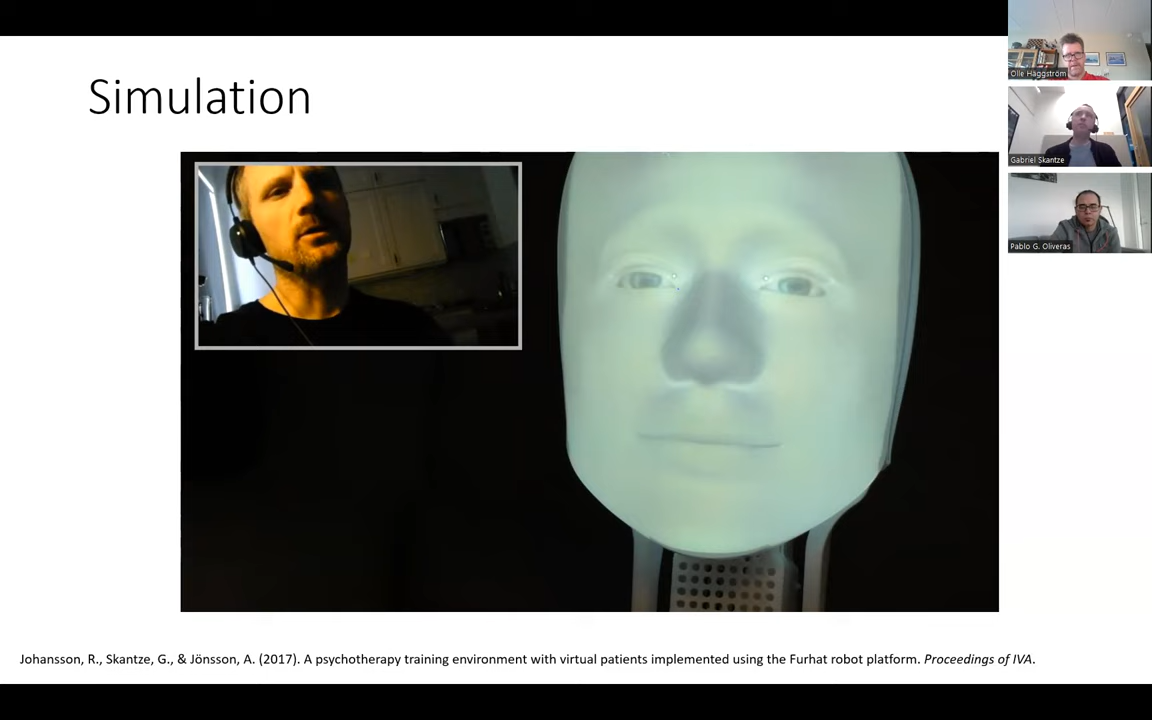 Simulation
Olle Häggström
Gabriel Skantze
Pablo G. Oliveras
Johansson, R., Skantze, G., & Jönsson, A. (2017). A psychotherapy training environment with virtual patients implemented using the Furhat robot platform. Proceedings of IVA.